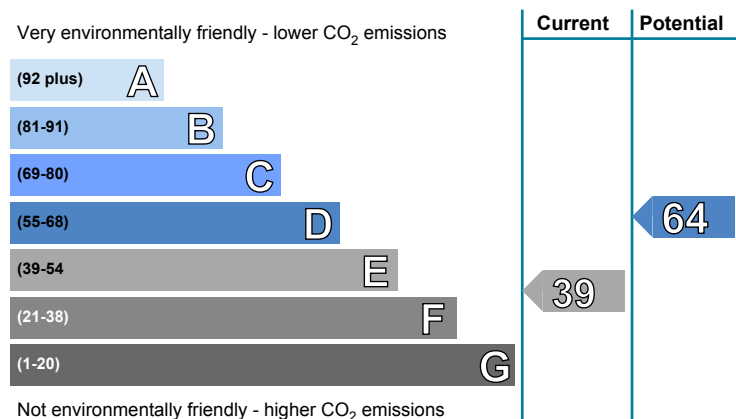 Current Potential
Very environmentally friendly - lower CO₂ emissions
(92 plus) A
(81-91) B
(69-80) C
(55-68) D
64
(39-54 E
39
(21-38) F
(1-20) G
Not environmentally friendly - higher CO₂ emissions